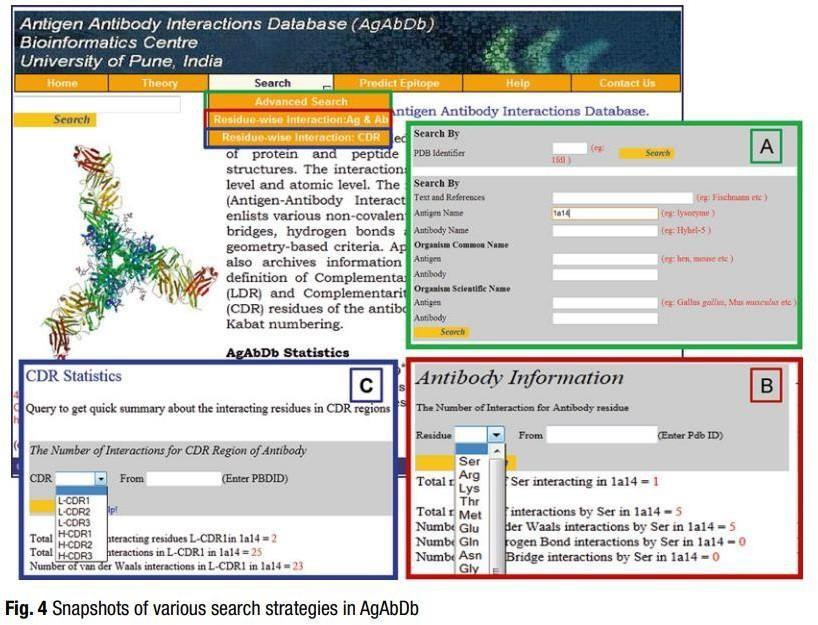 Antigen Antibody Interactions Database (AgAbDb)
Bioinformatics Centre
University of Pune, India
Home Theory Search Predict Epitope Help Contact Us
Search
Advanced Search
Residue-wise Interaction:Ag & Ab
Residue-wise Interaction: CDR
Antigen Antibody Interactions Database.
of protein and peptide
structures. The interaction
level and atomic level. The
(Antigen-Antibody Interact
enlists various non-covalen
bridges, hydrogen bonds
geometry-based criteria. Ap
also archives information
definition of Complementa
(LDR) and Complementarit
(CDR) residues of the antib
Kabat numbering.
AgAbDb Statistics
A
Search By
PDB Identifier (eg: 1fdl ) Search
Search By
Text and References (eg: Fischmann etc )
Antigen Name 1a14 (eg: lysozyme )
Antibody Name (eg: Hyhel-5 )
Organism Common Name
Antigen (eg: hen, mouse etc )
Antibody
Organism Scientific Name
Antigen (eg: Gallus gallus, Mus musculus etc )
Antibody
Search
C
CDR Statistics
Query to get quick summary about the interacting residues in CDR regions
The Number of Interactions for CDR Region of Antibody
CDR From (Enter PBDID)
L-CDR1
L-CDR2
L-CDR3
H-CDR1
H-CDR2
H-CDR3
lp!
Total nteracting residues L-CDR1in 1a14 = 2
Total nteractions in L-CDR1 in 1a14 = 25
Number of van der Waals interactions in L-CDR1 in 1a14 = 23
B
Antibody Information
The Number of Interaction for Antibody residue
Residue From (Enter Pdb ID)
Ser
Arg
Lys
Thr
Met
Glu
Gln
Asn
Gly
Total r f Ser interacting in 1a14 = 1
Total r interactions by Ser in 1a14 = 5
Numbe der Waals interactions by Ser in 1a14 = 5
Numbe rogen Bond interactions by Ser in 1a14 = 0
Numbe Bridge interactions by Ser in 1a14 = 0
Fig. 4 Snapshots of various search strategies in AgAbDb